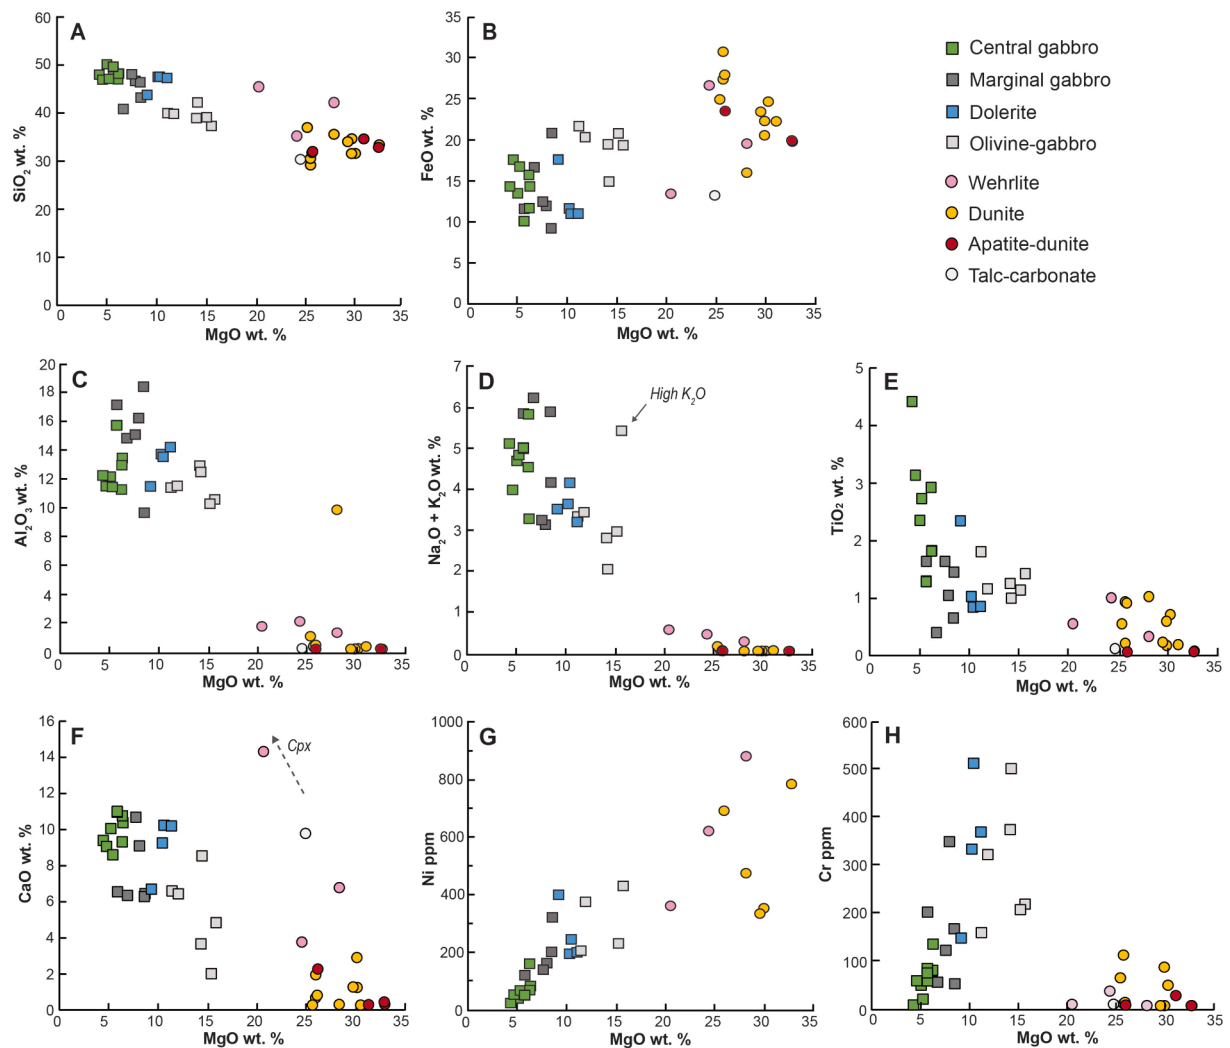 A
60
50
40
30
20
10
0
SiO2 wt. %
0 5 10 15 20 25 30 35
MgO wt. %
B
35
30
25
20
15
10
5
0
FeO wt. %
0 5 10 15 20 25 30 35
MgO wt. %
Central gabbro
Marginal gabbro
Dolerite
Olivine-gabbro
Wehrlite
Dunite
Apatite-dunite
Talc-carbonate
C
20
18
16
14
12
10
8
6
4
2
0
Al2O3 wt. %
0 5 10 15 20 25 30 35
MgO wt. %
D
High K2O
7
6
5
4
3
2
1
0
Na2O + K2O wt. %
0 5 10 15 20 25 30 35
MgO wt. %
E
5
4
3
2
1
0
TiO2 wt. %
0 5 10 15 20 25 30 35
MgO wt. %
F
Cpx
16
14
12
10
8
6
4
2
0
CaO wt. %
0 5 10 15 20 25 30 35
MgO wt. %
G
1000
800
600
400
200
0
Ni ppm
0 5 10 15 20 25 30 35
MgO wt. %
H
600
500
400
300
200
100
0
Cr ppm
0 5 10 15 20 25 30 35
MgO wt. %